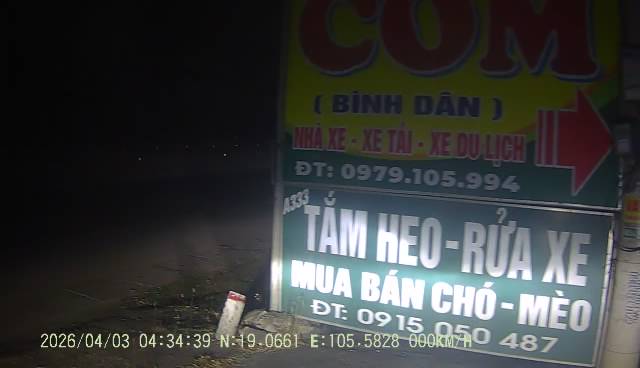 CƠM
( BÌNH DÂN )
NHÀ XE - XE TẢI - XE DU LỊCH
ĐT: 0979.105.994
A333
TẮM HEO - RỬA XE
MUA BÁN CHÓ - MÈO
ĐT: 0915 050 487
2026/04/03 04:34:39 N:19.0661 E:105.5828 000KM/H